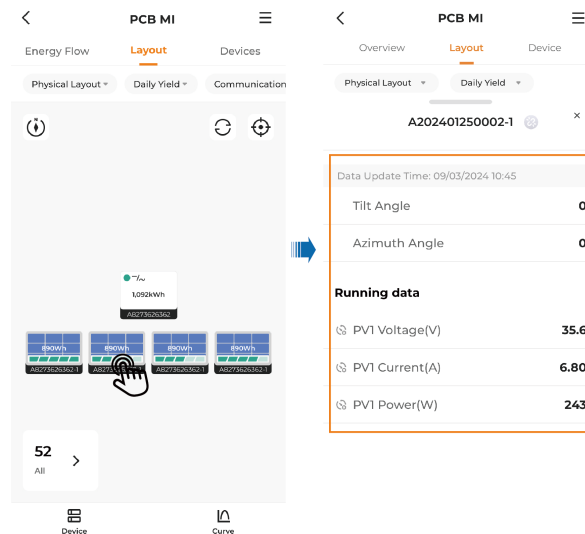 PCB MI
Energy Flow Layout Devices
Physical Layout Daily Yield Communication
1,092kWh
A8273626362
890Wh 890Wh 890Wh 890Wh
A8273626362-1 A8273626362-1 A8273626362-1
52
All
Device Curve
PCB MI
Overview Layout Device
Physical Layout Daily Yield
A202401250002-1 ×
Data Update Time: 09/03/2024 10:45
Tilt Angle 0
Azimuth Angle 0
Running data
PV1 Voltage(V) 35.6
PV1 Current(A) 6.80
PV1 Power(W) 243